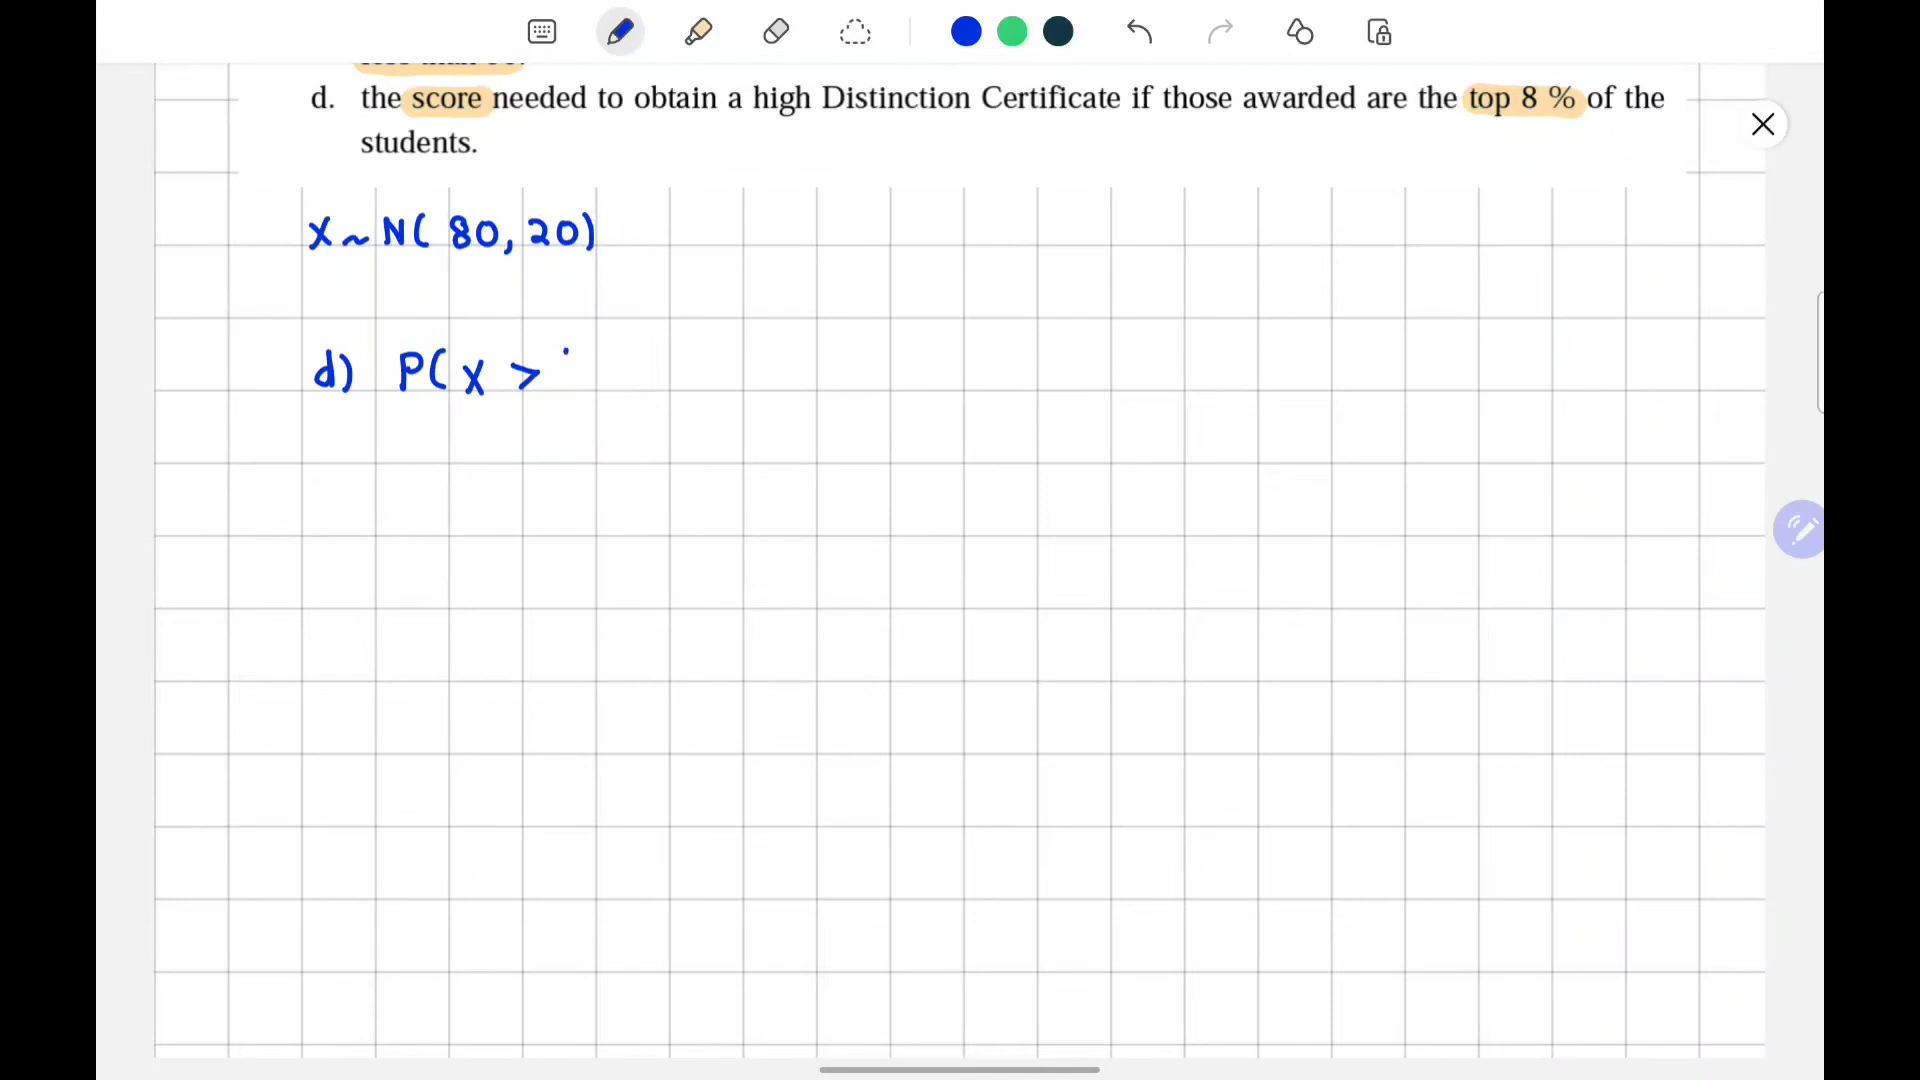 d. the score needed to obtain a high Distinction Certificate if those awarded are the top 8 % of the
students.
X ~ N( 80, 20)
d) P( X >